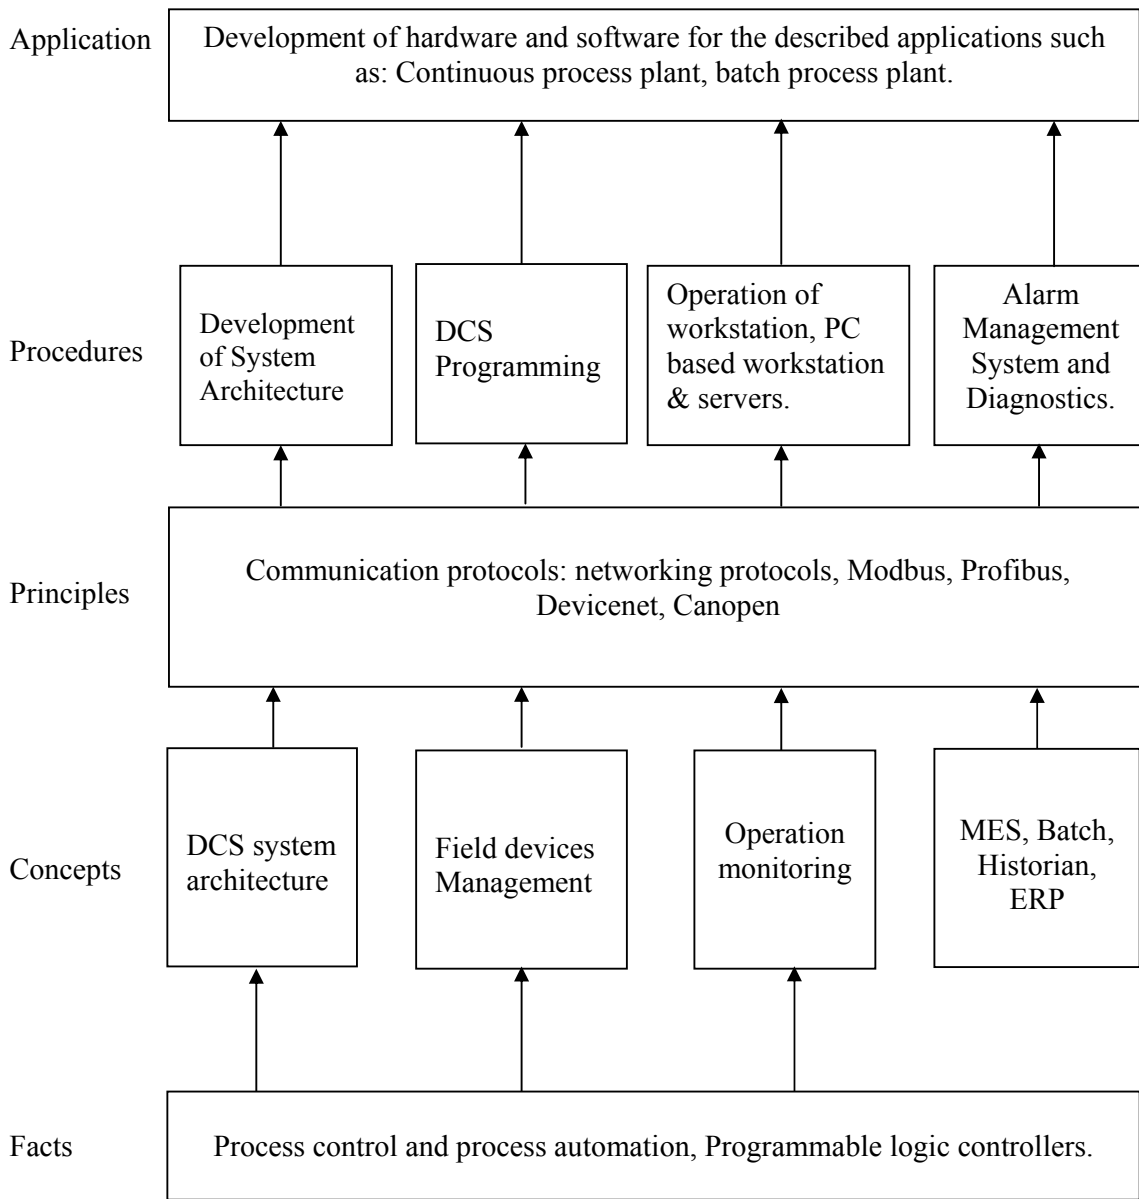 Application
Development of hardware and software for the described applications such
as: Continuous process plant, batch process plant.
Procedures
Development
of System
Architecture
DCS
Programming
Operation of
workstation, PC
based workstation
& servers.
Alarm
Management
System and
Diagnostics.
Principles
Communication protocols: networking protocols, Modbus, Profibus,
Devicenet, Canopen
Concepts
DCS system
architecture
Field devices
Management
Operation
monitoring
MES, Batch,
Historian,
ERP
Facts
Process control and process automation, Programmable logic controllers.